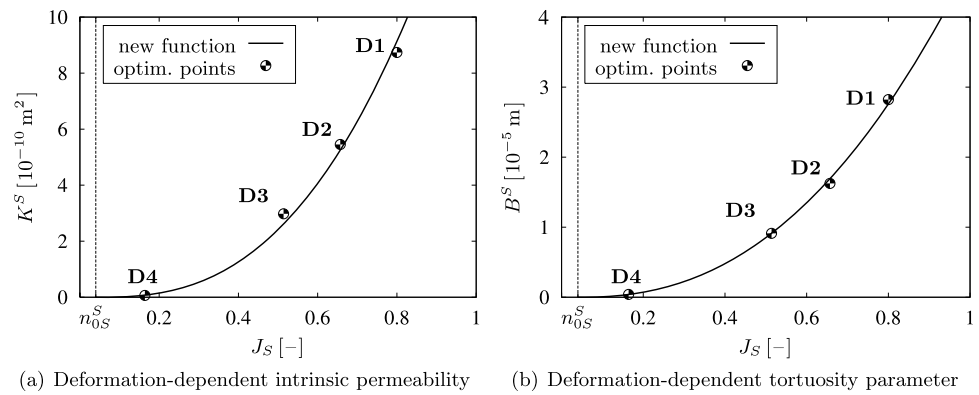 10
8
6
4
2
0
K^S [10^−10 m^2]
new function
optim. points
D1
D2
D3
D4
n^S_0S
0.2
0.4
0.6
0.8
1
J_S [–]
(a) Deformation-dependent intrinsic permeability
4
3
2
1
0
B^S [10^−5 m]
new function
optim. points
D1
D2
D3
D4
n^S_0S
0.2
0.4
0.6
0.8
1
J_S [–]
(b) Deformation-dependent tortuosity parameter